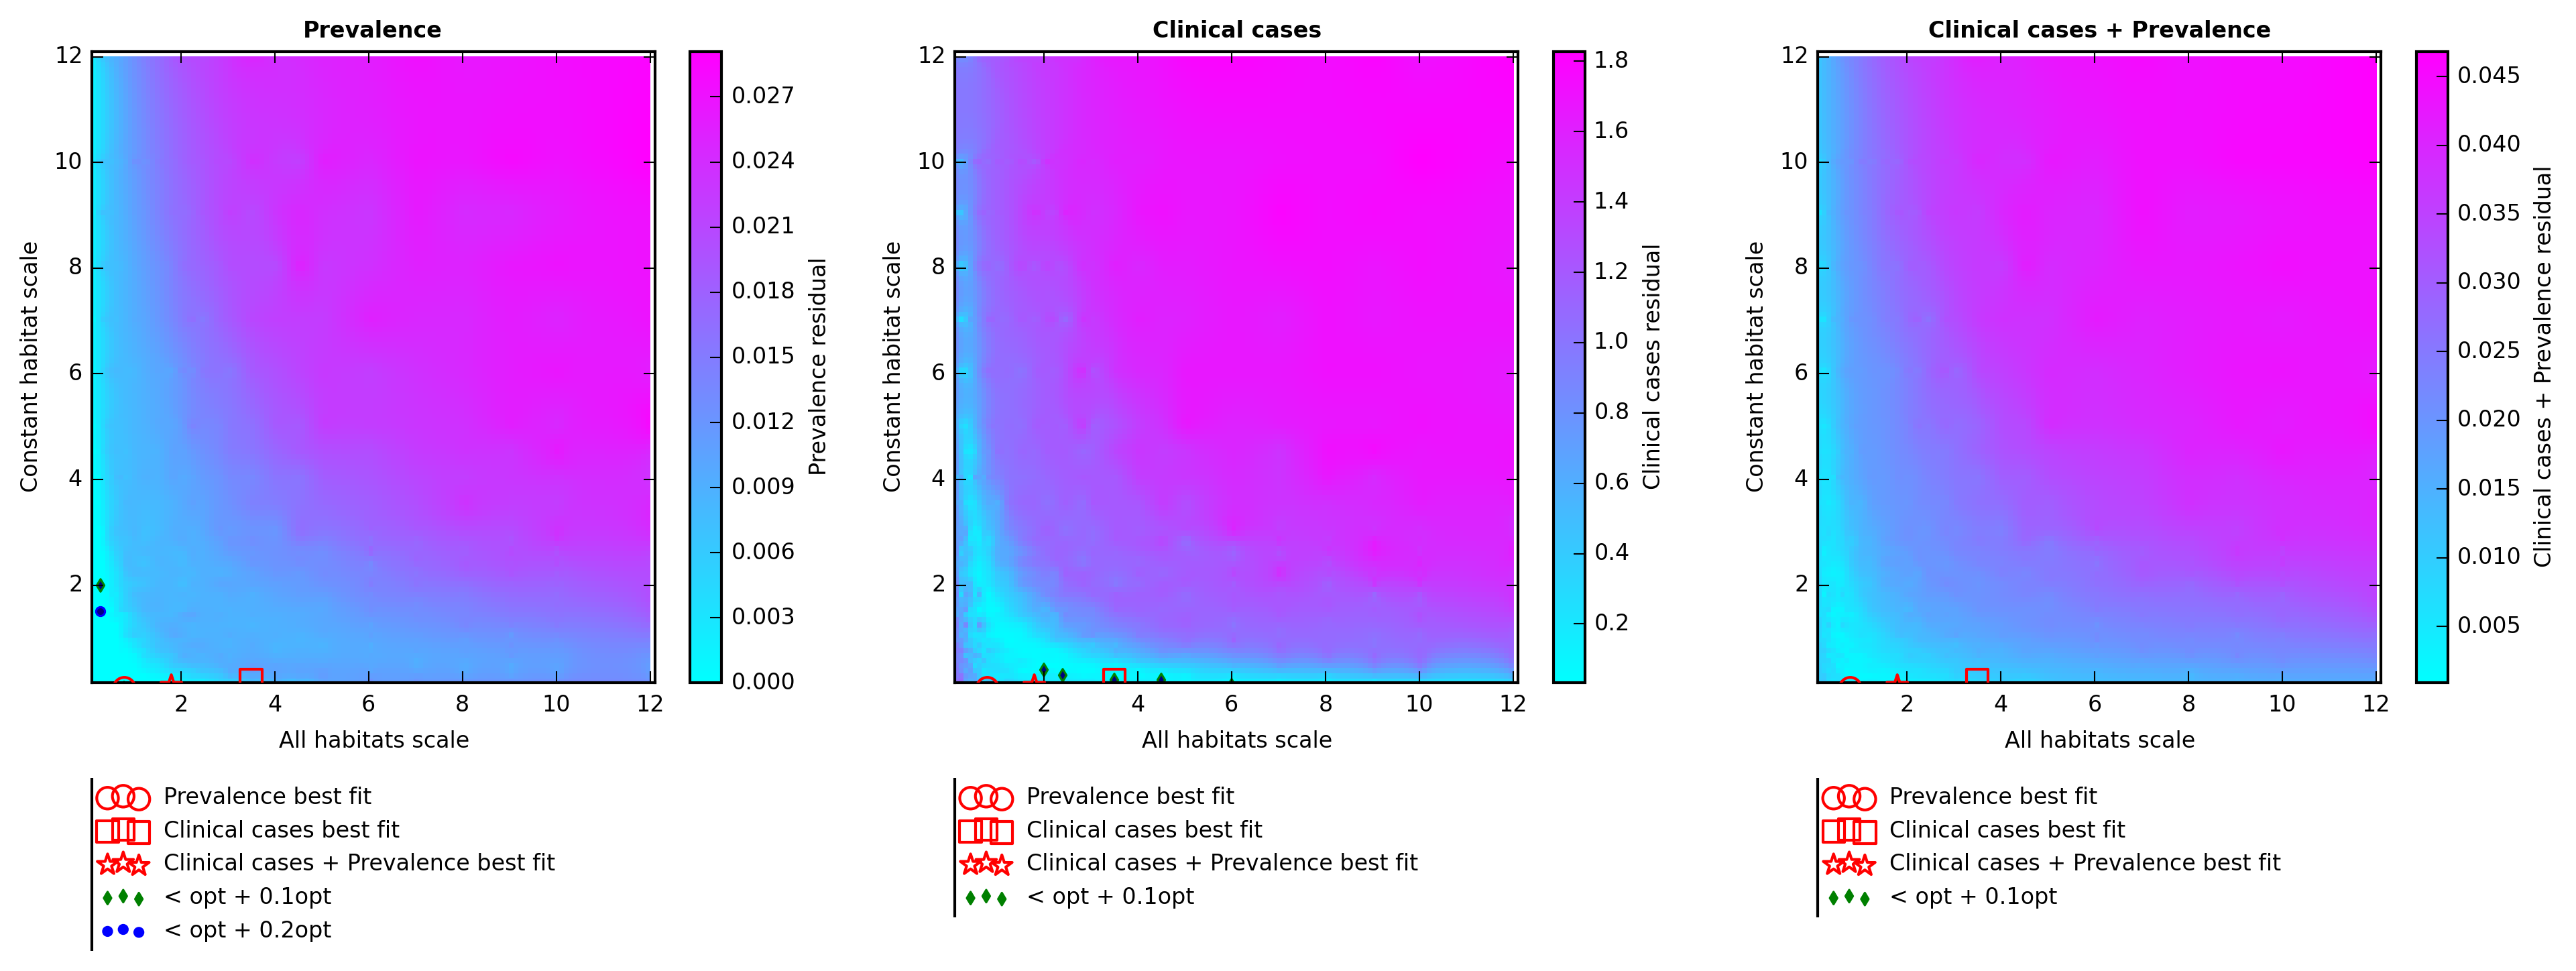 Prevalence
12
10
8
6
4
2
2 4 6 8 10 12
Constant habitat scale
All habitats scale
0.027
0.024
0.021
0.018
0.015
0.012
0.009
0.006
0.003
0.000
Prevalence residual
Prevalence best fit
Clinical cases best fit
Clinical cases + Prevalence best fit
< opt + 0.1opt
< opt + 0.2opt
Clinical cases
12
10
8
6
4
2
2 4 6 8 10 12
Constant habitat scale
All habitats scale
1.8
1.6
1.4
1.2
1.0
0.8
0.6
0.4
0.2
Clinical cases residual
Prevalence best fit
Clinical cases best fit
Clinical cases + Prevalence best fit
< opt + 0.1opt
Clinical cases + Prevalence
12
10
8
6
4
2
2 4 6 8 10 12
Constant habitat scale
All habitats scale
0.045
0.040
0.035
0.030
0.025
0.020
0.015
0.010
0.005
Clinical cases + Prevalence residual
Prevalence best fit
Clinical cases best fit
Clinical cases + Prevalence best fit
< opt + 0.1opt